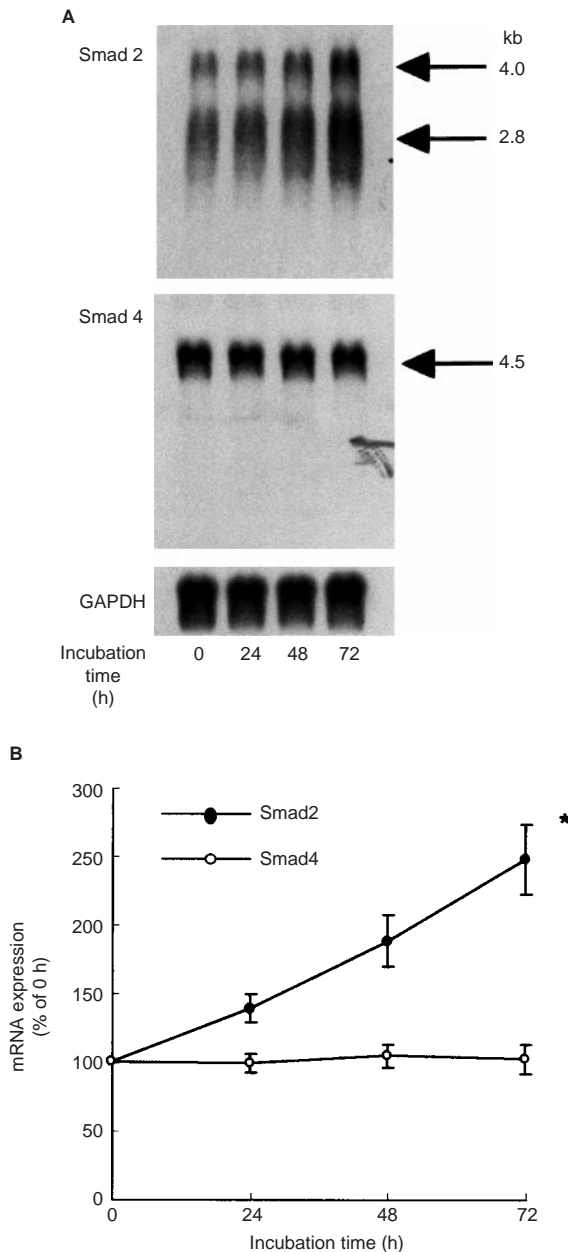 A
Smad 2
kb
4.0
2.8
Smad 4
4.5
GAPDH
Incubation
time
(h)
0 24 48 72
B
300
250
200
150
100
50
0
mRNA expression
(% of 0 h)
Smad2
Smad4
*
0 24 48 72
Incubation time (h)